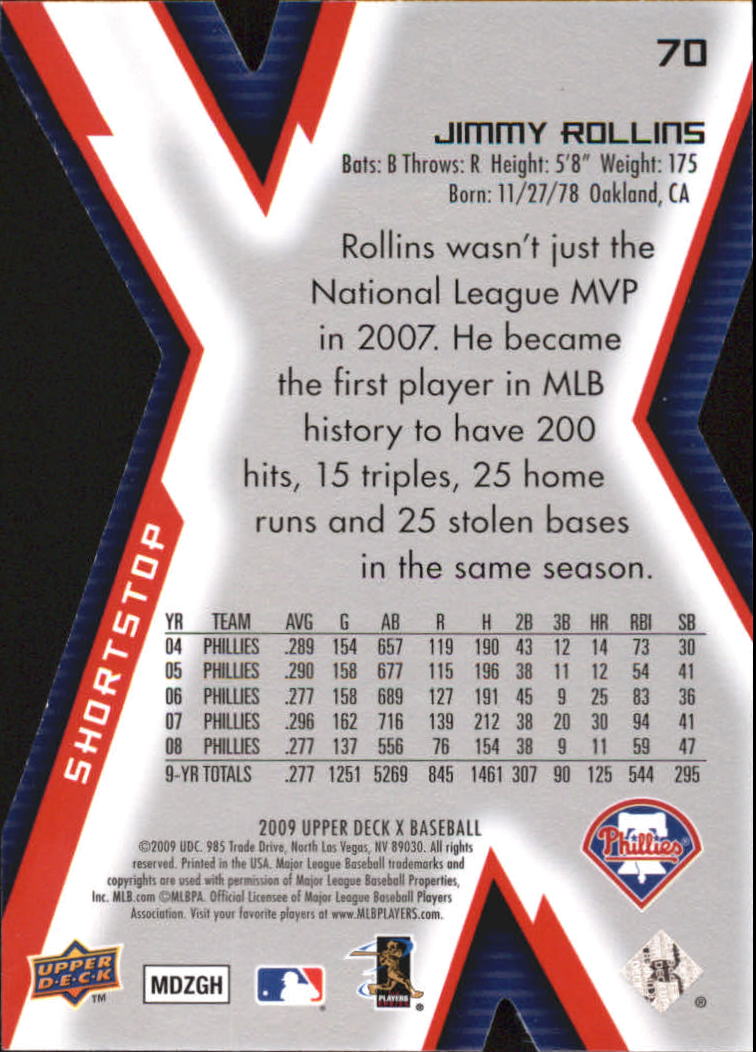 70
JIMMY ROLLINS
Bats: B Throws: R Height: 5'8" Weight: 175
Born: 11/27/78 Oakland, CA
Rollins wasn't just the
National League MVP
in 2007. He became
the first player in MLB
history to have 200
hits, 15 triples, 25 home
runs and 25 stolen bases
in the same season.
SHORTSTOP
YR TEAM AVG G AB R H 2B 3B HR RBI SB
04 PHILLIES .289 154 657 119 190 43 12 14 73 30
05 PHILLIES .290 158 677 115 196 38 11 12 54 41
06 PHILLIES .277 158 689 127 191 45 9 25 83 36
07 PHILLIES .296 162 716 139 212 38 20 30 94 41
08 PHILLIES .277 137 556 76 154 38 9 11 59 47
9-YR TOTALS .277 1251 5269 845 1461 307 90 125 544 295
2009 UPPER DECK X BASEBALL
©2009 UDC. 985 Trade Drive, North Las Vegas, NV 89030. All rights
reserved. Printed in the USA. Major League Baseball trademarks and
copyrights are used with permission of Major League Baseball Properties,
Inc. MLB.com ©MLBPA. Official Licensee of Major League Baseball Players
Association. Visit your favorite players at www.MLBPLAYERS.com.
Phillies
UPPER
D·E·C·K
TM
MDZGH
®
PLAYERS
®
®